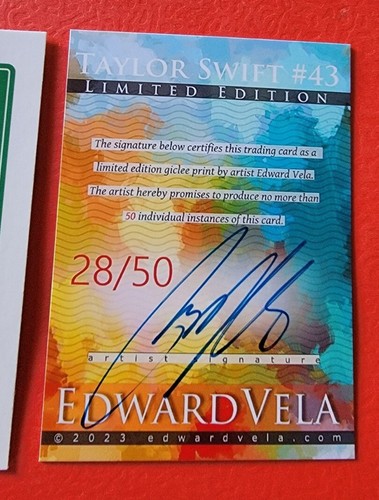 TAYLOR SWIFT #43
LIMITED EDITION
The signature below certifies this trading card as a
limited edition giclee print by artist Edward Vela.
The artist hereby promises to produce no more than
50 individual instances of this card.
28/50
artist signature
EDWARD VELA
© 2023 edwardvela.com